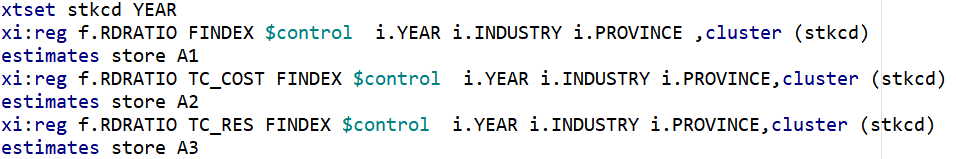 xtset stkcd YEAR
xi:reg f.RDRATIO FINDEX $control  i.YEAR i.INDUSTRY i.PROVINCE ,cluster (stkcd)
estimates store A1
xi:reg f.RDRATIO TC_COST FINDEX $control  i.YEAR i.INDUSTRY i.PROVINCE,cluster (stkcd)
estimates store A2
xi:reg f.RDRATIO TC_RES FINDEX $control  i.YEAR i.INDUSTRY i.PROVINCE,cluster (stkcd)
estimates store A3